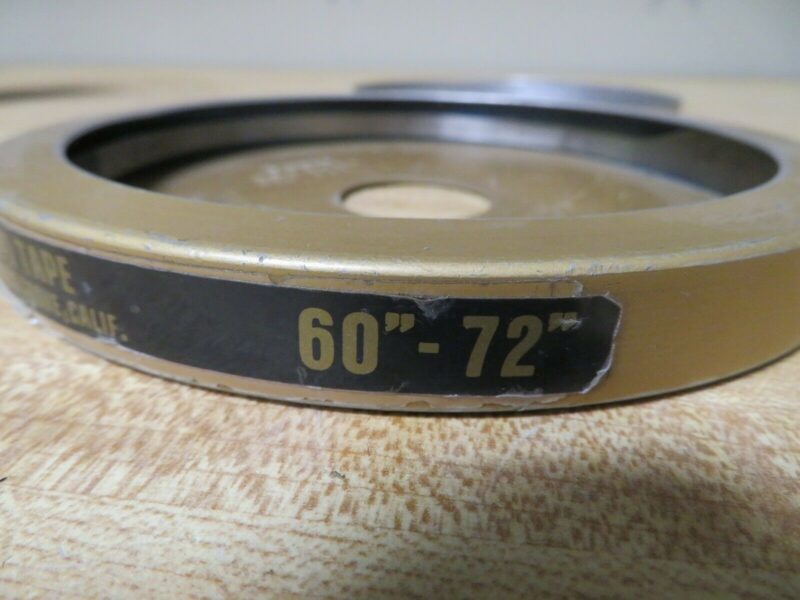 TAPE
CALIF.
60"- 72"